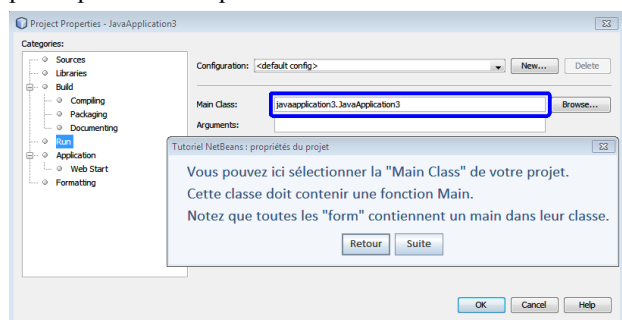 Project Properties - JavaApplication3
Categories:
Sources
Libraries
Build
Compiling
Packaging
Documenting
Run
Application
Web Start
Formatting
Configuration: <default config> New... Delete
Main Class: javaapplication3.JavaApplication3 Browse...
Arguments:
Tutoriel NetBeans : propriétés du projet
Vous pouvez ici sélectionner la "Main Class" de votre projet.
Cette classe doit contenir une fonction Main.
Notez que toutes les "form" contiennent un main dans leur classe.
Retour Suite
OK Cancel Help